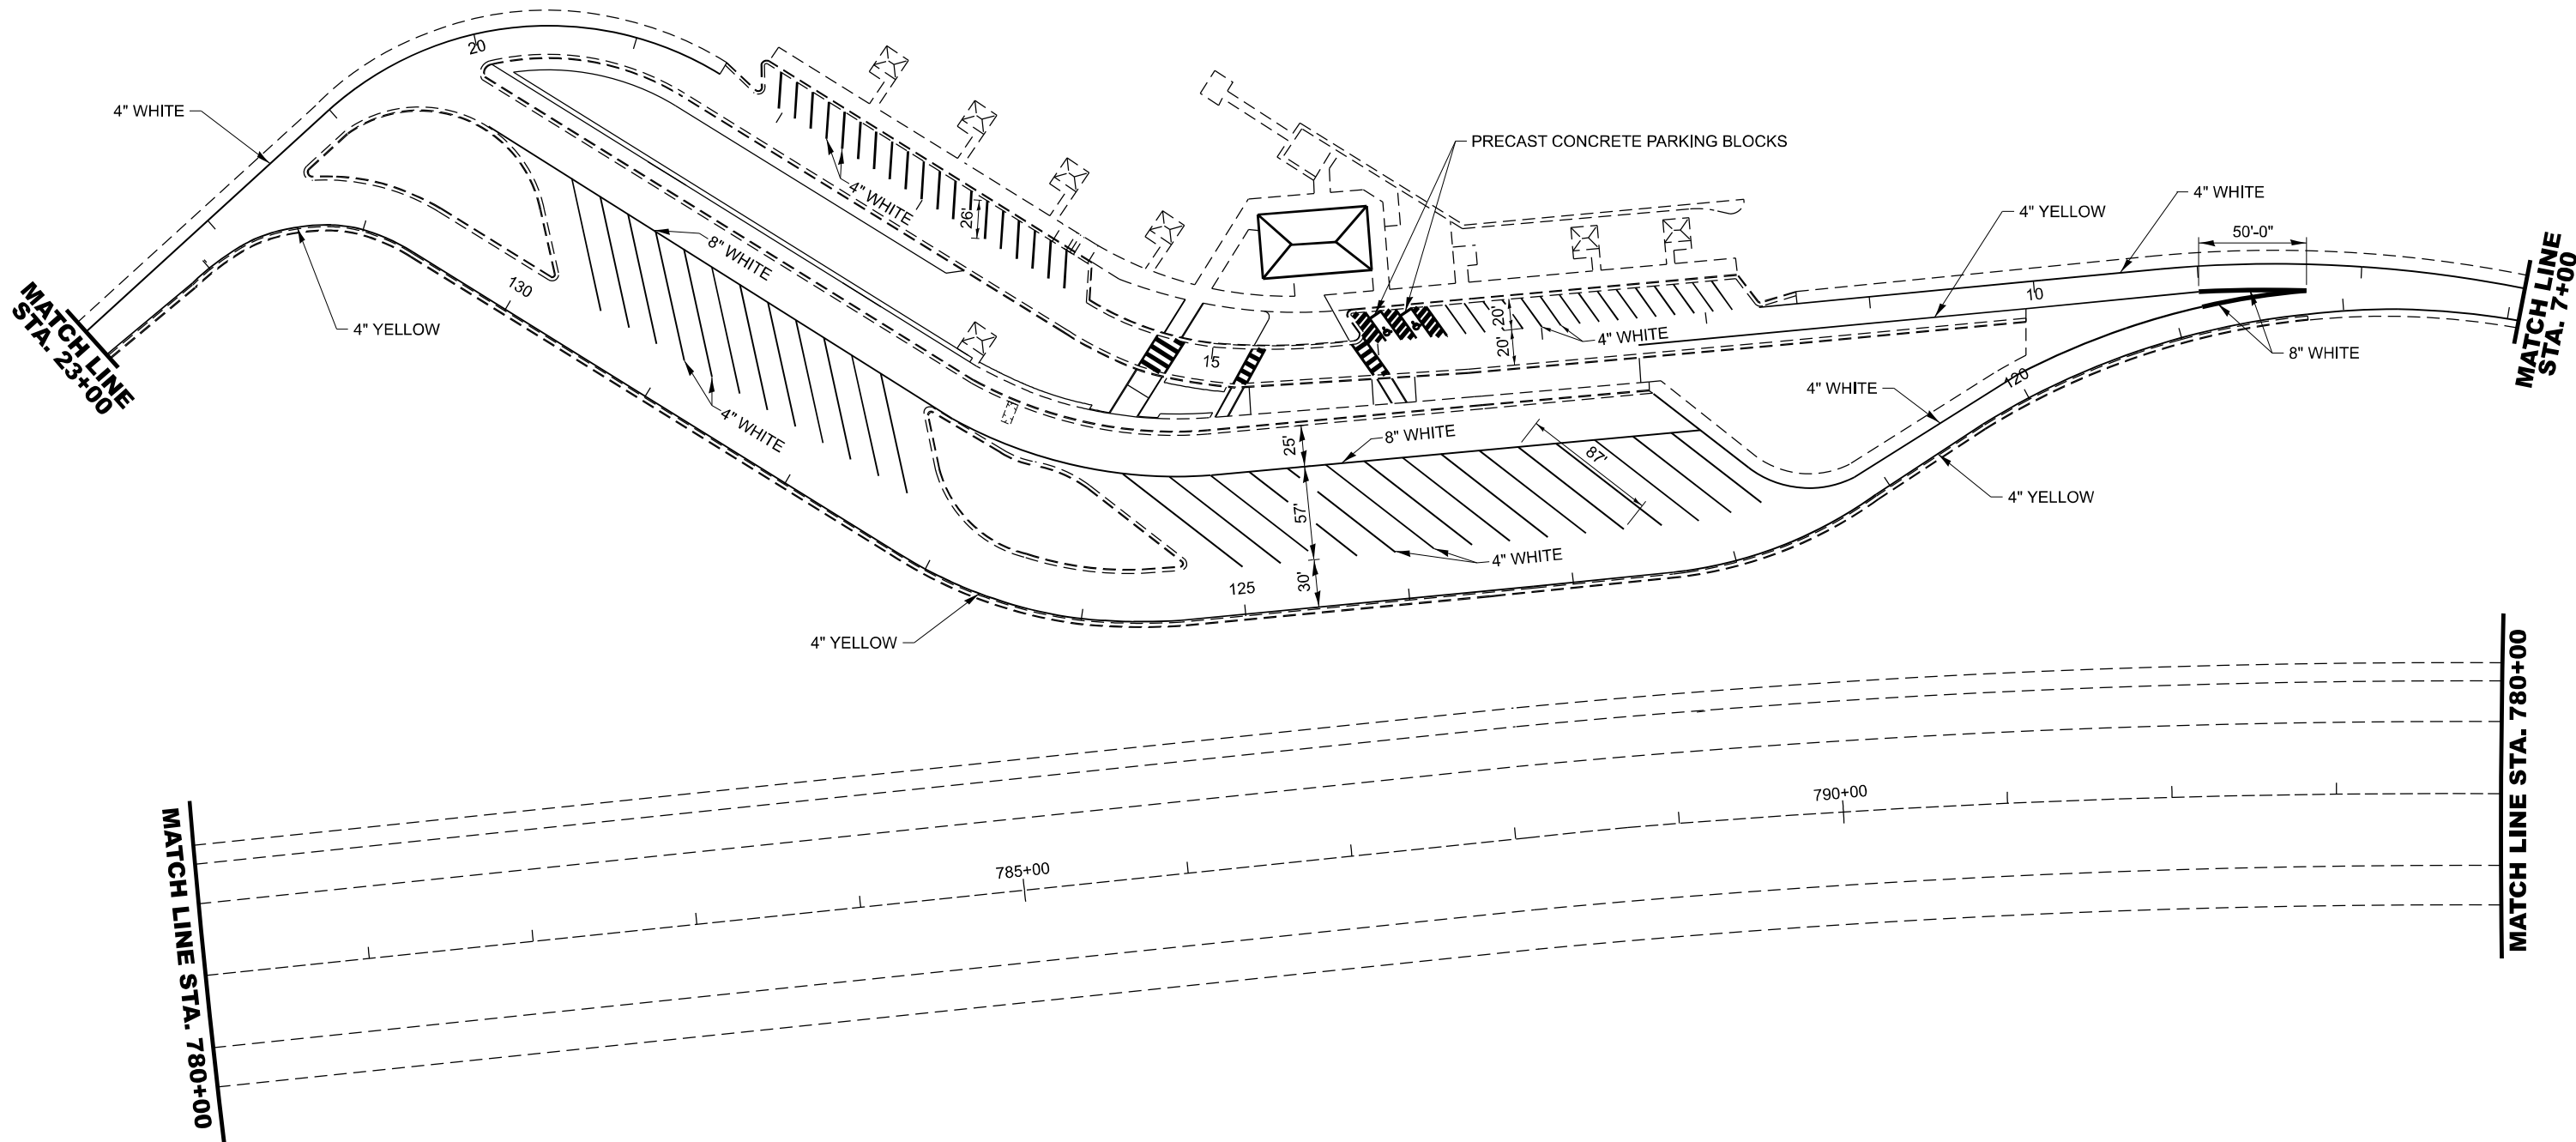 20
4" WHITE
PRECAST CONCRETE PARKING BLOCKS
4" WHITE
4" WHITE
4" YELLOW
26'
50'-0"
8" WHITE
MATCH LINE
STA. 7+00
130
10
MATCH LINE
STA. 23+00
4" YELLOW
20'
20'
4" WHITE
15
8" WHITE
120
4" WHITE
4" WHITE
25'
8" WHITE
87'
57'
4" YELLOW
4" WHITE
125
30'
4" YELLOW
MATCH LINE STA. 780+00
790+00
785+00
MATCH LINE STA. 780+00